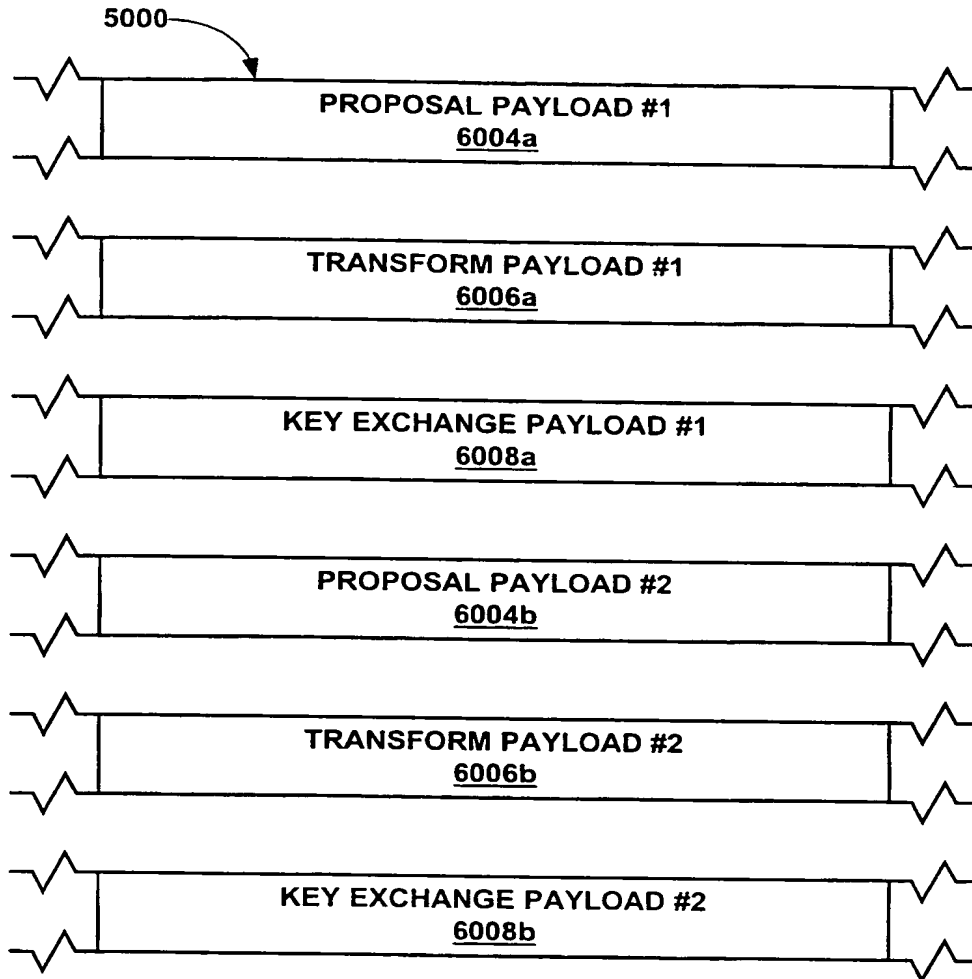 5000
PROPOSAL PAYLOAD #1
6004a
TRANSFORM PAYLOAD #1
6006a
KEY EXCHANGE PAYLOAD #1
6008a
PROPOSAL PAYLOAD #2
6004b
TRANSFORM PAYLOAD #2
6006b
KEY EXCHANGE PAYLOAD #2
6008b